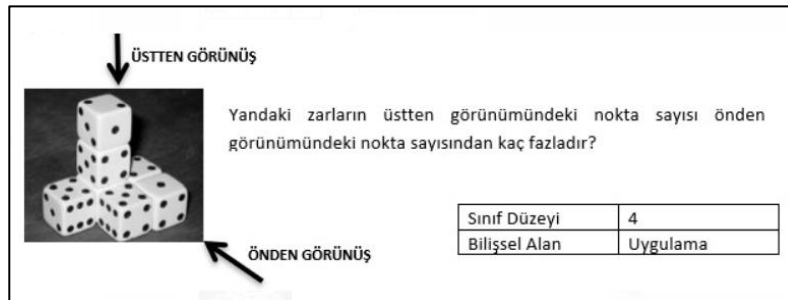 ÜSTTEN GÖRÜNÜŞ
Yandaki zarların üstten görünümündeki nokta sayısı önden
görünümündeki nokta sayısından kaç fazladır?
Sınıf Düzeyi 4
Bilişsel Alan Uygulama
ÖNDEN GÖRÜNÜŞ